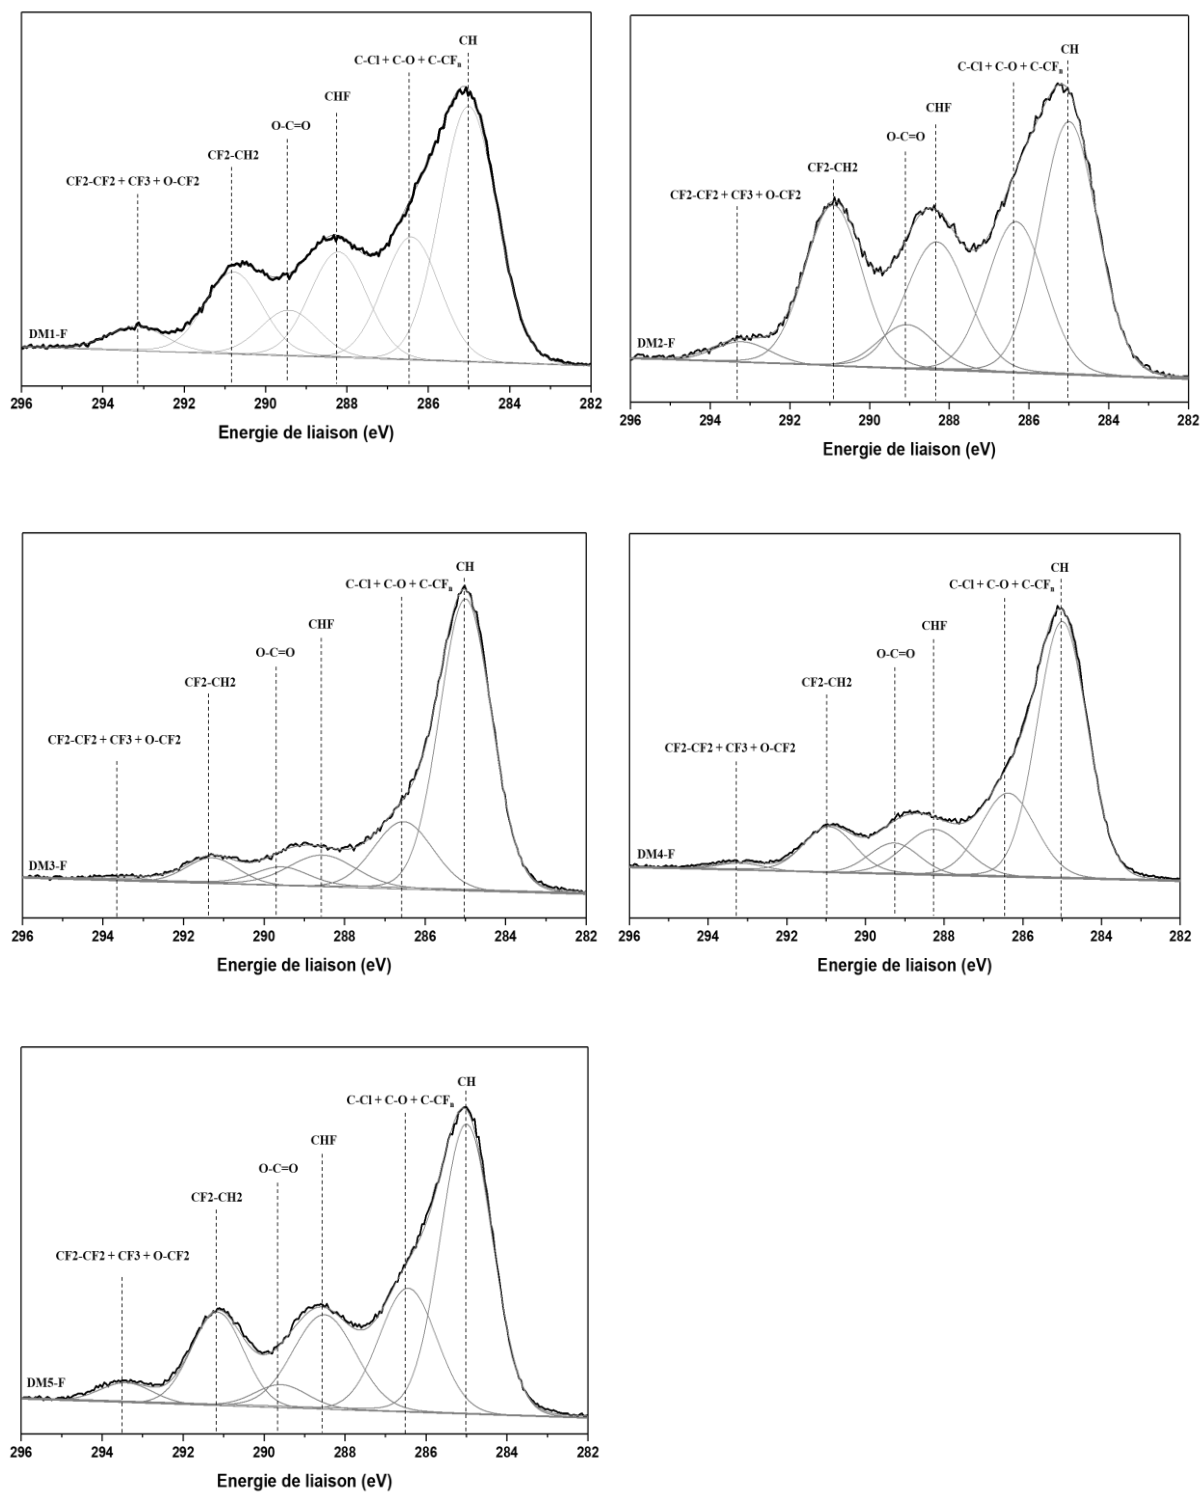 CH
C-Cl + C-O + C-CFn
CHF
O-C=O
CF2-CH2
CF2-CF2 + CF3 + O-CF2
DM1-F
296 294 292 290 288 286 284 282
Energie de liaison (eV)
CH
C-Cl + C-O + C-CFn
CHF
O-C=O
CF2-CH2
CF2-CF2 + CF3 + O-CF2
DM2-F
296 294 292 290 288 286 284 282
Energie de liaison (eV)
CH
C-Cl + C-O + C-CFn
CHF
O-C=O
CF2-CH2
CF2-CF2 + CF3 + O-CF2
DM3-F
296 294 292 290 288 286 284 282
Energie de liaison (eV)
CH
C-Cl + C-O + C-CFn
CHF
O-C=O
CF2-CH2
CF2-CF2 + CF3 + O-CF2
DM4-F
296 294 292 290 288 286 284 282
Energie de liaison (eV)
CH
C-Cl + C-O + C-CFn
CHF
O-C=O
CF2-CH2
CF2-CF2 + CF3 + O-CF2
DM5-F
296 294 292 290 288 286 284 282
Energie de liaison (eV)